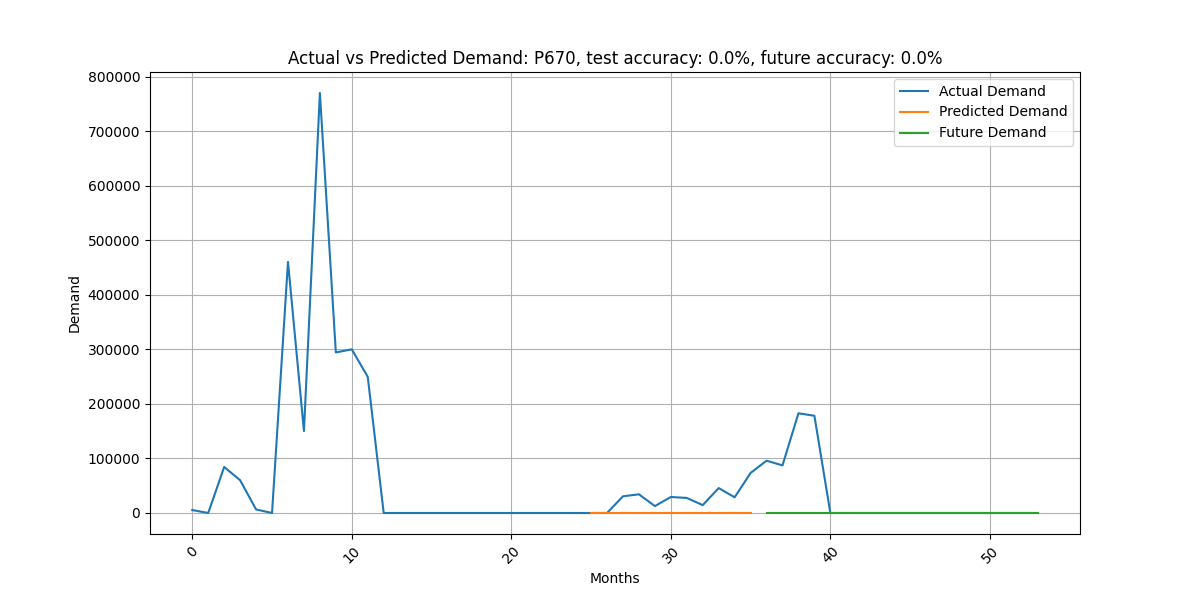 Actual vs Predicted Demand: P670, test accuracy: 0.0%, future accuracy: 0.0%
Actual Demand
Predicted Demand
Future Demand
800000
700000
600000
500000
400000
300000
200000
100000
0
Demand
0 10 20 30 40 50
Months